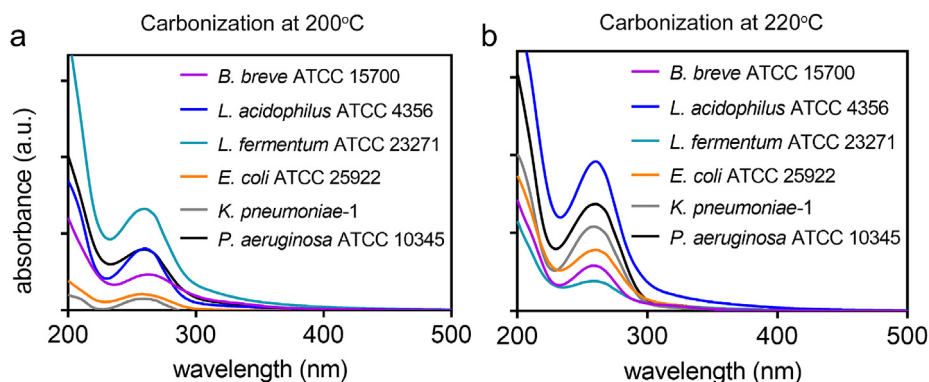 Carbonization at 200°C
a
absorbance (a.u.)
B. breve ATCC 15700
L. acidophilus ATCC 4356
L. fermentum ATCC 23271
E. coli ATCC 25922
K. pneumoniae-1
P. aeruginosa ATCC 10345
200 300 400 500
wavelength (nm)
Carbonization at 220°C
b
B. breve ATCC 15700
L. acidophilus ATCC 4356
L. fermentum ATCC 23271
E. coli ATCC 25922
K. pneumoniae-1
P. aeruginosa ATCC 10345
200 300 400 500
wavelength (nm)